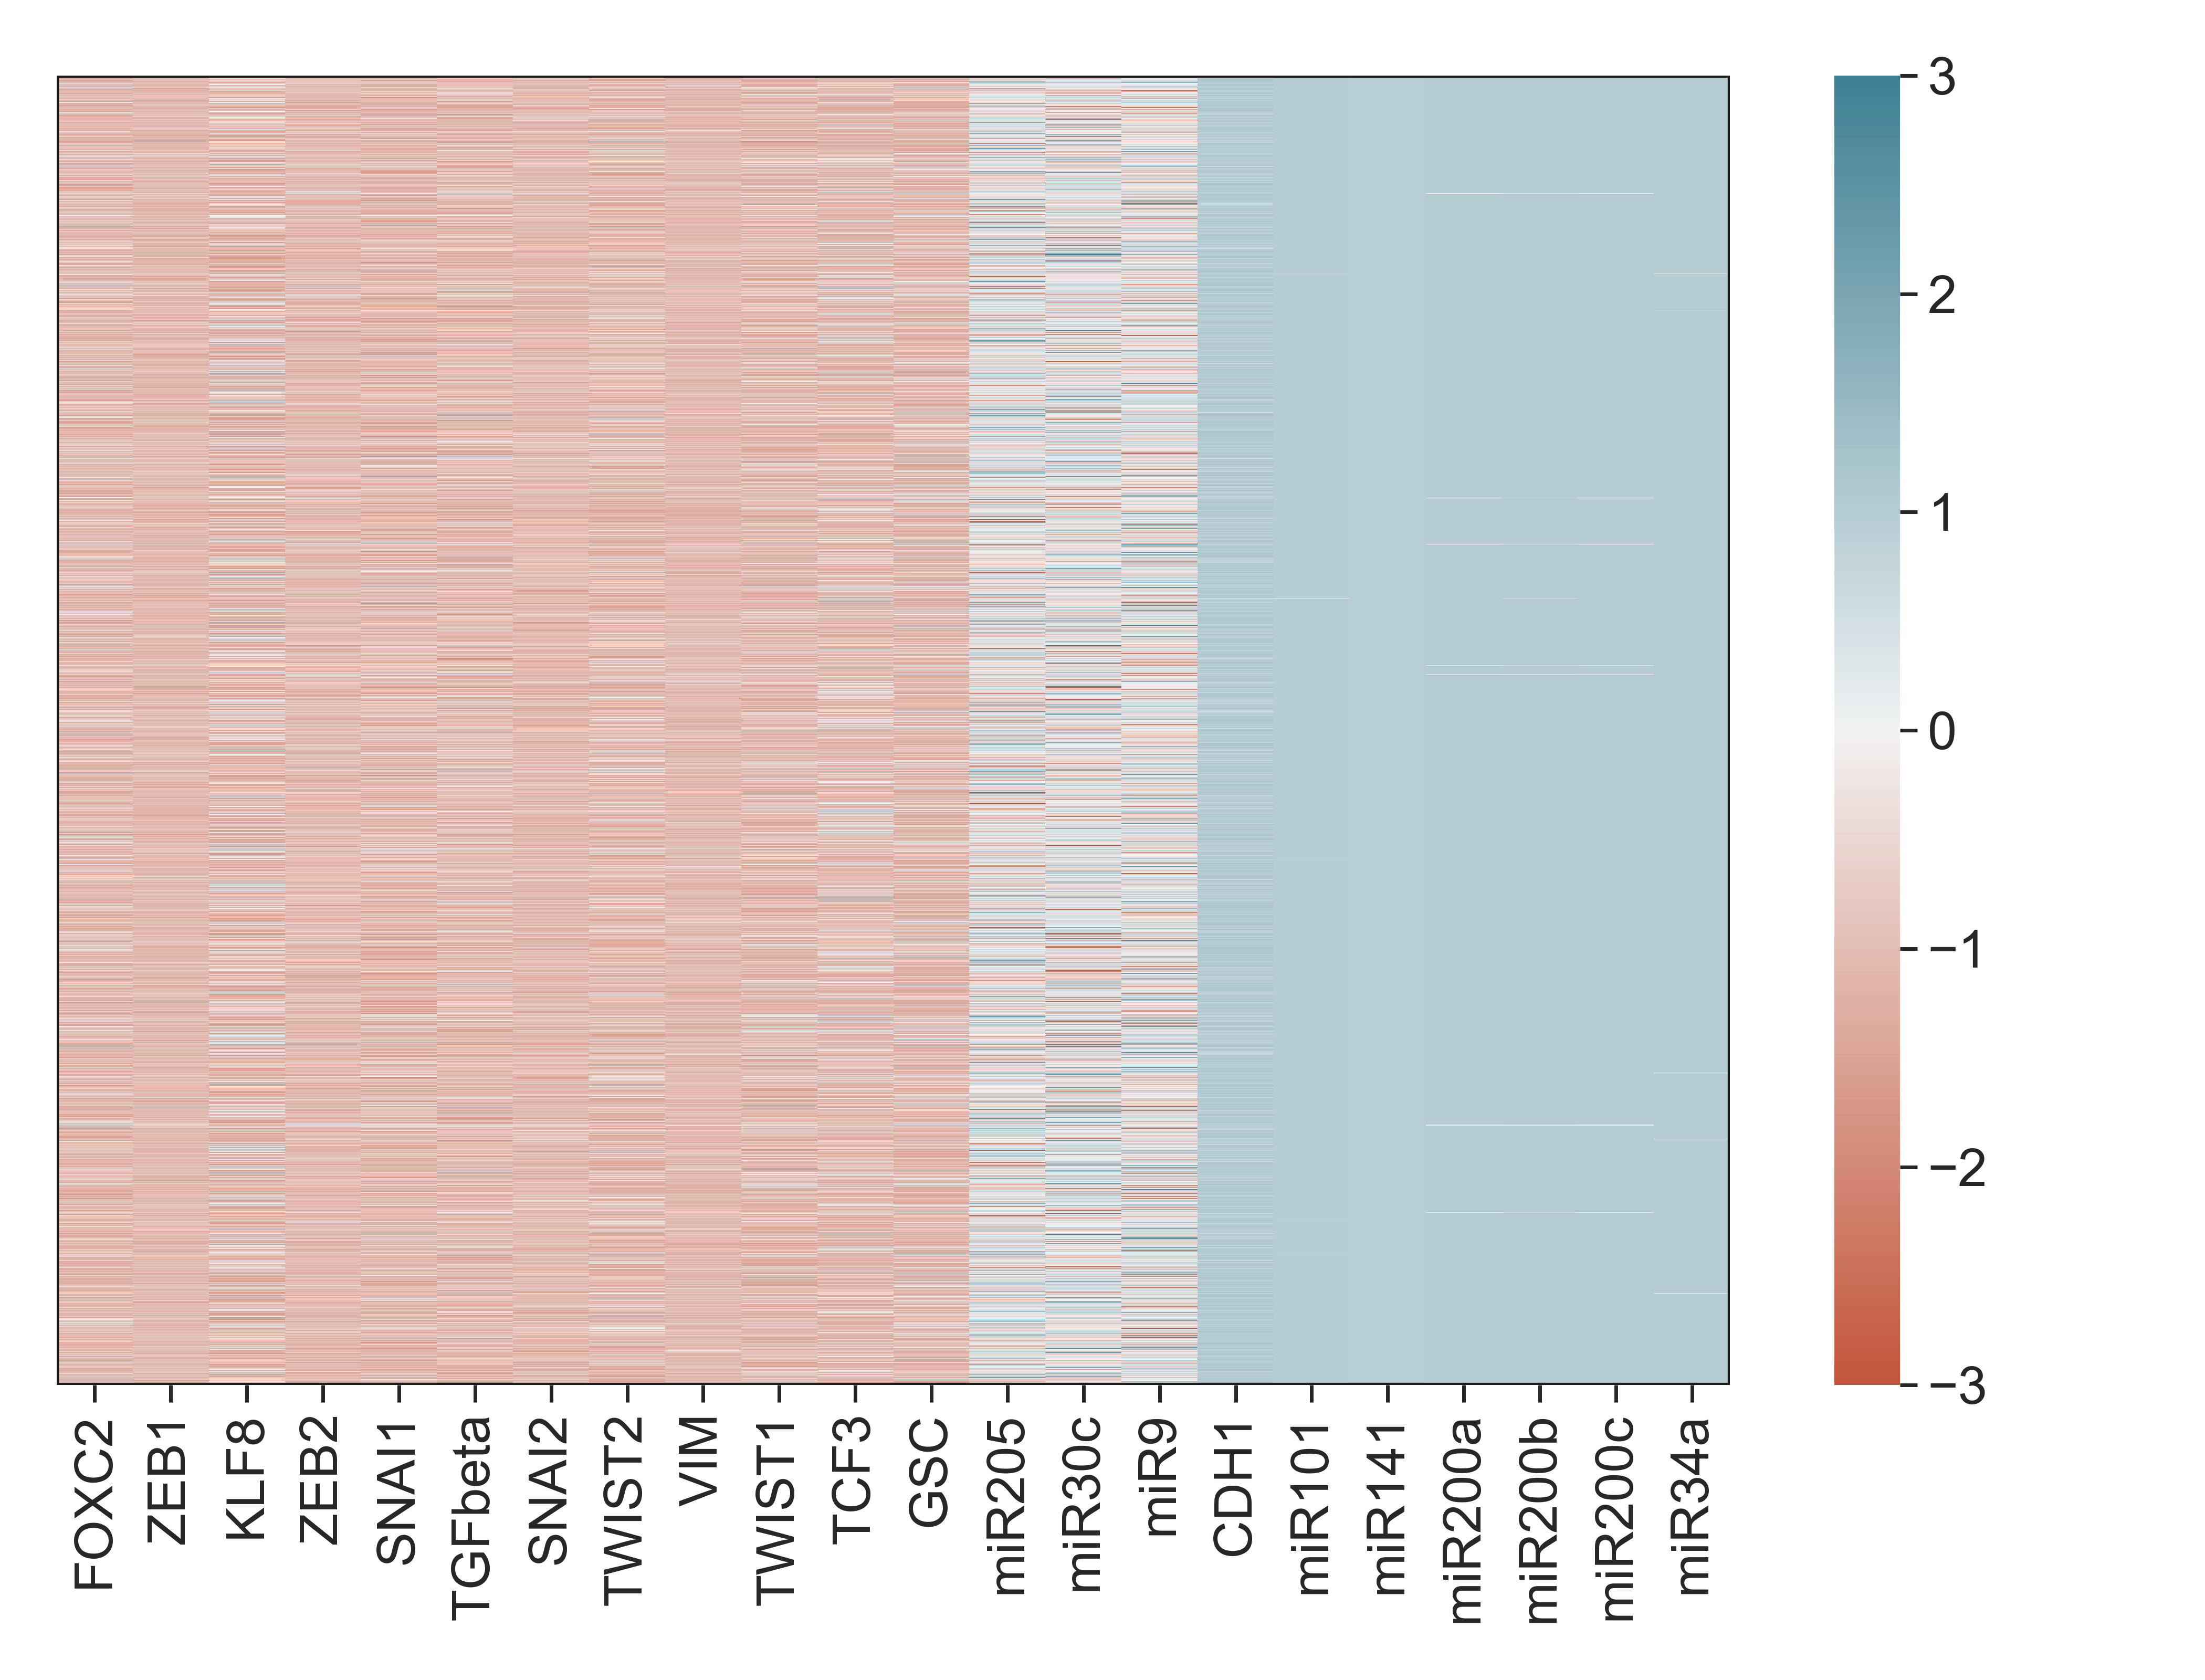 3
2
1
0
−1
−2
−3
FOXC2
ZEB1
KLF8
ZEB2
SNAI1
TGFbeta
SNAI2
TWIST2
VIM
TWIST1
TCF3
GSC
miR205
miR30c
miR9
CDH1
miR101
miR141
miR200a
miR200b
miR200c
miR34a